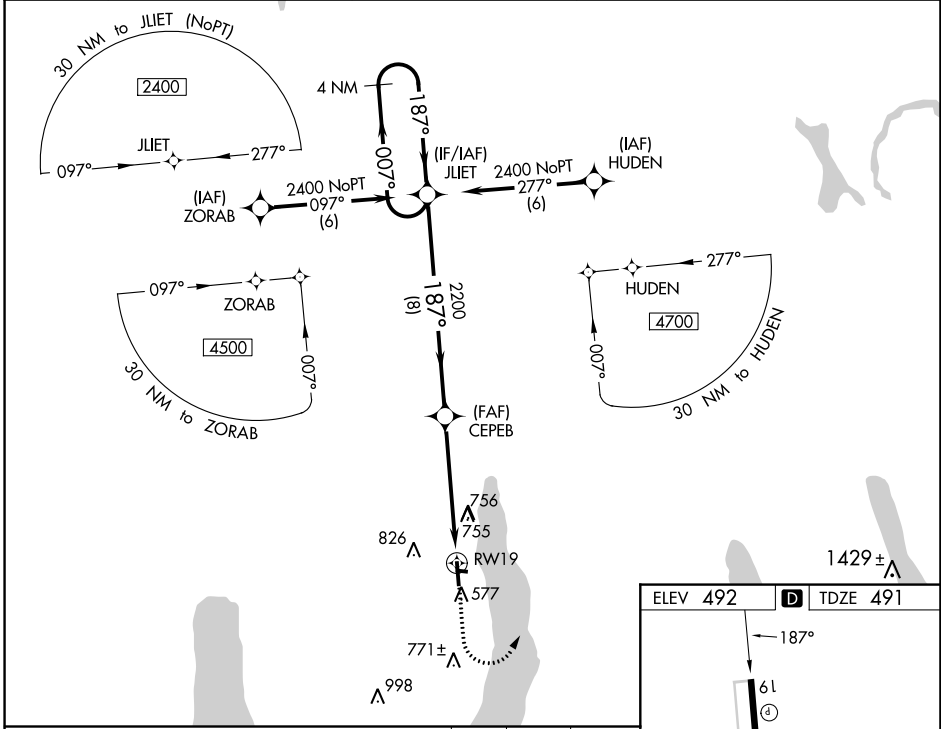 30 NM to JLIET (NoPT)
2400
JLIET
097°
277°
4 NM
187°
007°
(IF/IAF)
JLIET
(IAF)
HUDEN
2400 NoPT
277°
(6)
(IAF)
ZORAB
2400 NoPT
097°
(6)
097°
ZORAB
4500
007°
30 NM to ZORAB
2200
187°
(8)
277°
HUDEN
4700
007°
30 NM to HUDEN
(FAF)
CEPEB
756
755
826
RW19
577
771±
998
1429±
ELEV 492 D TDZE 491
187°
19
P